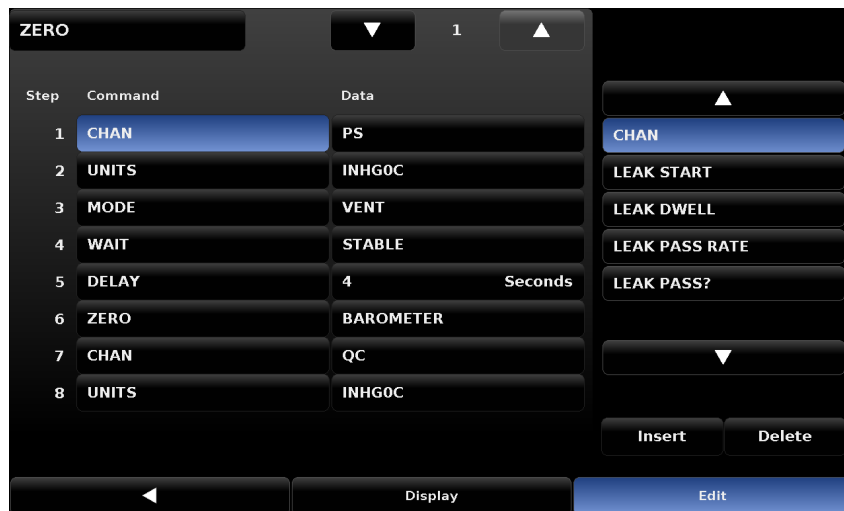 ZERO
1
Step Command Data
1 CHAN PS
2 UNITS INHG0C
3 MODE VENT
4 WAIT STABLE
5 DELAY 4 Seconds
6 ZERO BAROMETER
7 CHAN QC
8 UNITS INHG0C
CHAN
LEAK START
LEAK DWELL
LEAK PASS RATE
LEAK PASS?
Insert Delete
Display Edit